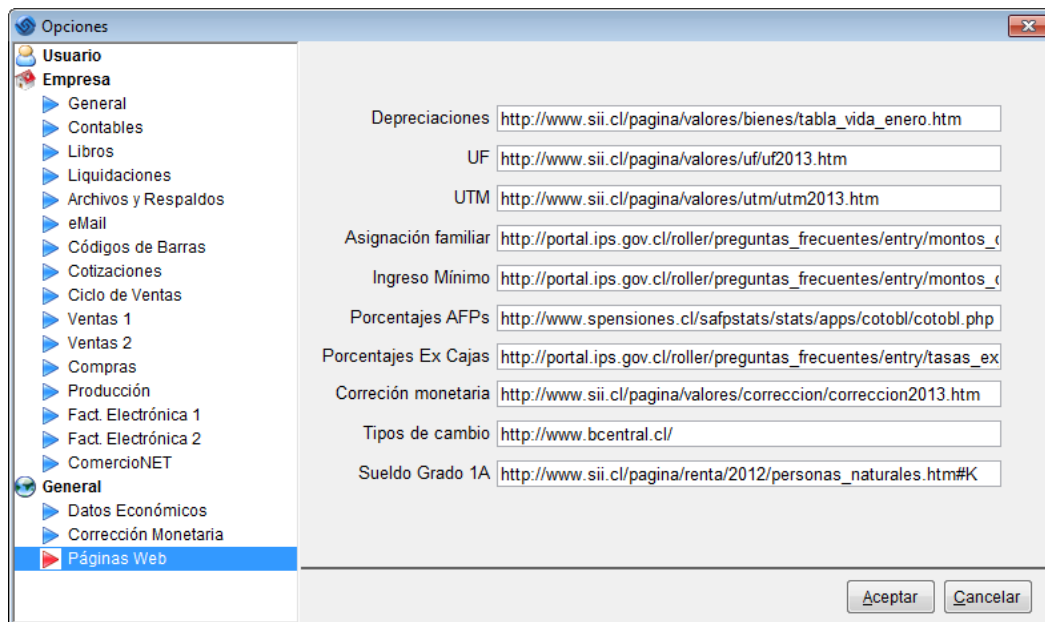 Opciones
Usuario
Empresa
General
Contables
Libros
Liquidaciones
Archivos y Respaldos
eMail
Códigos de Barras
Cotizaciones
Ciclo de Ventas
Ventas 1
Ventas 2
Compras
Producción
Fact. Electrónica 1
Fact. Electrónica 2
ComercioNET
General
Datos Económicos
Corrección Monetaria
Páginas Web
Depreciaciones http://www.sii.cl/pagina/valores/bienes/tabla_vida_enero.htm
UF http://www.sii.cl/pagina/valores/uf/uf2013.htm
UTM http://www.sii.cl/pagina/valores/utm/utm2013.htm
Asignación familiar http://portal.ips.gov.cl/roller/preguntas_frecuentes/entry/montos_
Ingreso Mínimo http://portal.ips.gov.cl/roller/preguntas_frecuentes/entry/montos_
Porcentajes AFPs http://www.spensiones.cl/safpstats/stats/apps/cotobl/cotobl.php
Porcentajes Ex Cajas http://portal.ips.gov.cl/roller/preguntas_frecuentes/entry/tasas_ex
Correción monetaria http://www.sii.cl/pagina/valores/correccion/correccion2013.htm
Tipos de cambio http://www.bcentral.cl/
Sueldo Grado 1A http://www.sii.cl/pagina/renta/2012/personas_naturales.htm#K
Aceptar Cancelar